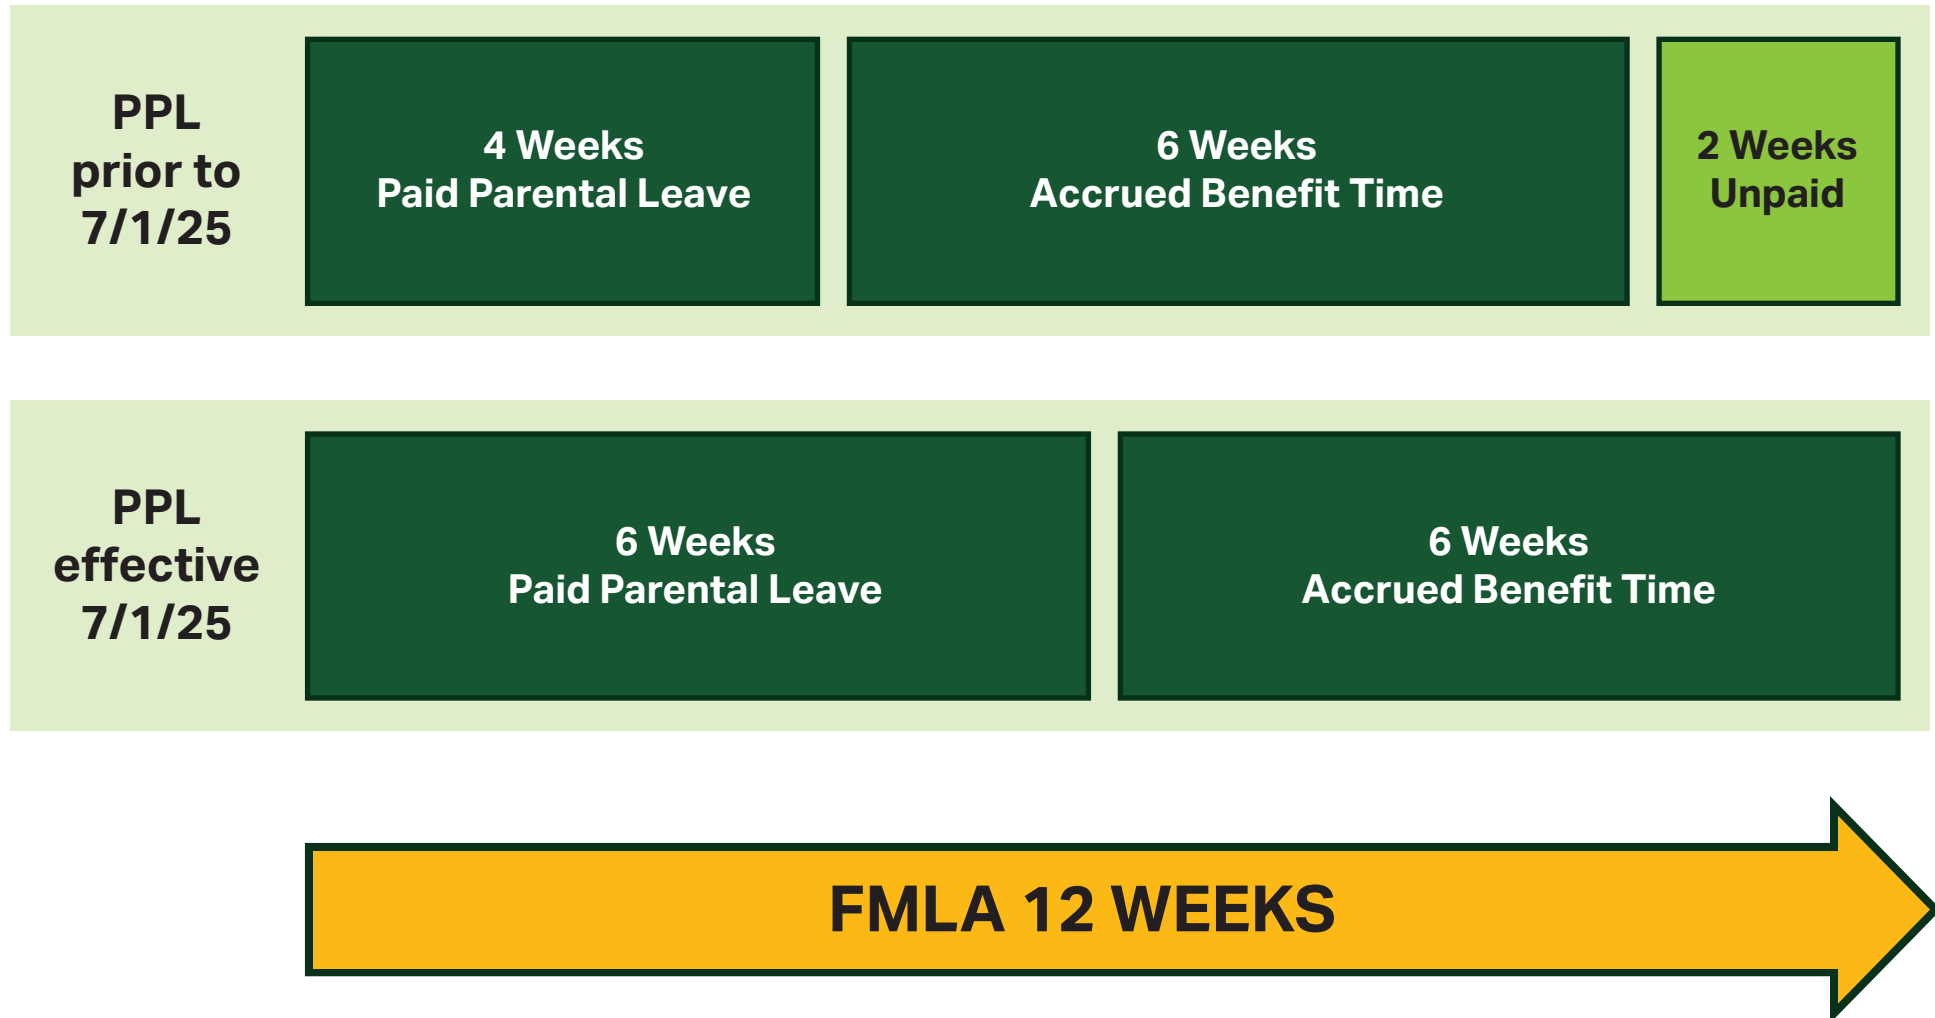 PPL
prior to
7/1/25
4 Weeks
Paid Parental Leave
6 Weeks
Accrued Benefit Time
2 Weeks
Unpaid
PPL
effective
7/1/25
6 Weeks
Paid Parental Leave
6 Weeks
Accrued Benefit Time
FMLA 12 WEEKS